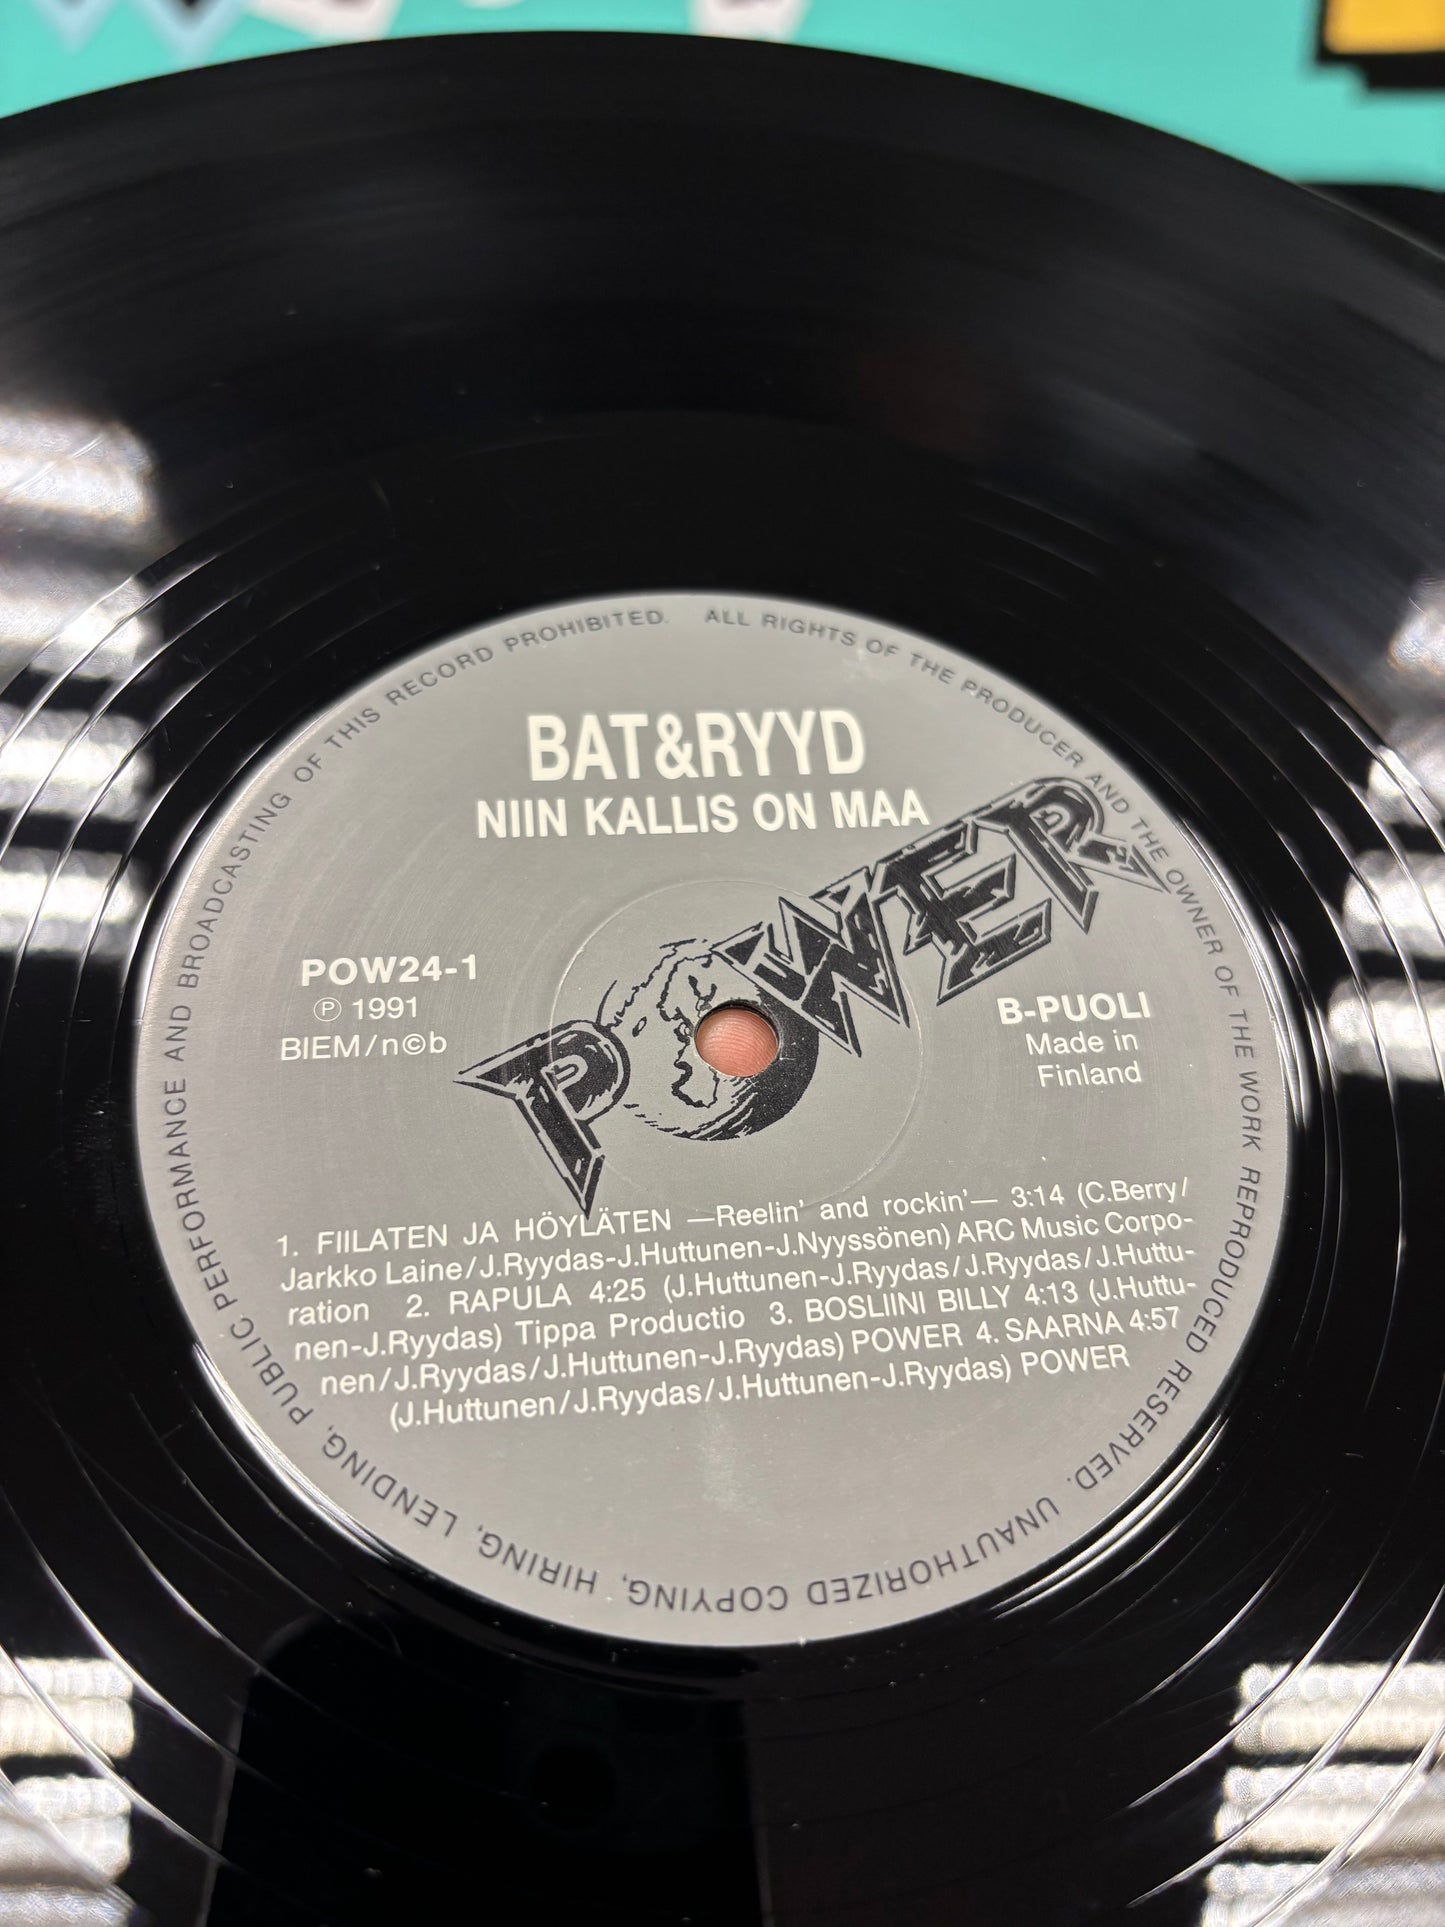 PUBLIC PERFORMANCE AND BROADCASTING OF THIS RECORD PROHIBITED. ALL RIGHTS OF THE PRODUCER AND THE OWNER OF THE WORK REPRODUCED RESERVED. UNAUTHORIZED COPYING, HIRING, LENDING,
BAT&RYYD
NIIN KALLIS ON MAA
POWER
POW24-1
℗ 1991
BIEM/n©b
B-PUOLI
Made in
Finland
1. FIILATEN JA HÖYLÄTEN —Reelin' and rockin'— 3:14 (C.Berry/
Jarkko Laine/J.Ryydas-J.Huttunen-J.Nyyssönen) ARC Music Corpo-
ration 2. RAPULA 4:25 (J.Huttunen-J.Ryydas/J.Ryydas/J.Huttu-
nen-J.Ryydas) Tippa Productio 3. BOSLIINI BILLY 4:13 (J.Huttu-
nen/J.Ryydas/J.Huttunen-J.Ryydas) POWER 4. SAARNA 4:57
(J.Huttunen/J.Ryydas/J.Huttunen-J.Ryydas) POWER